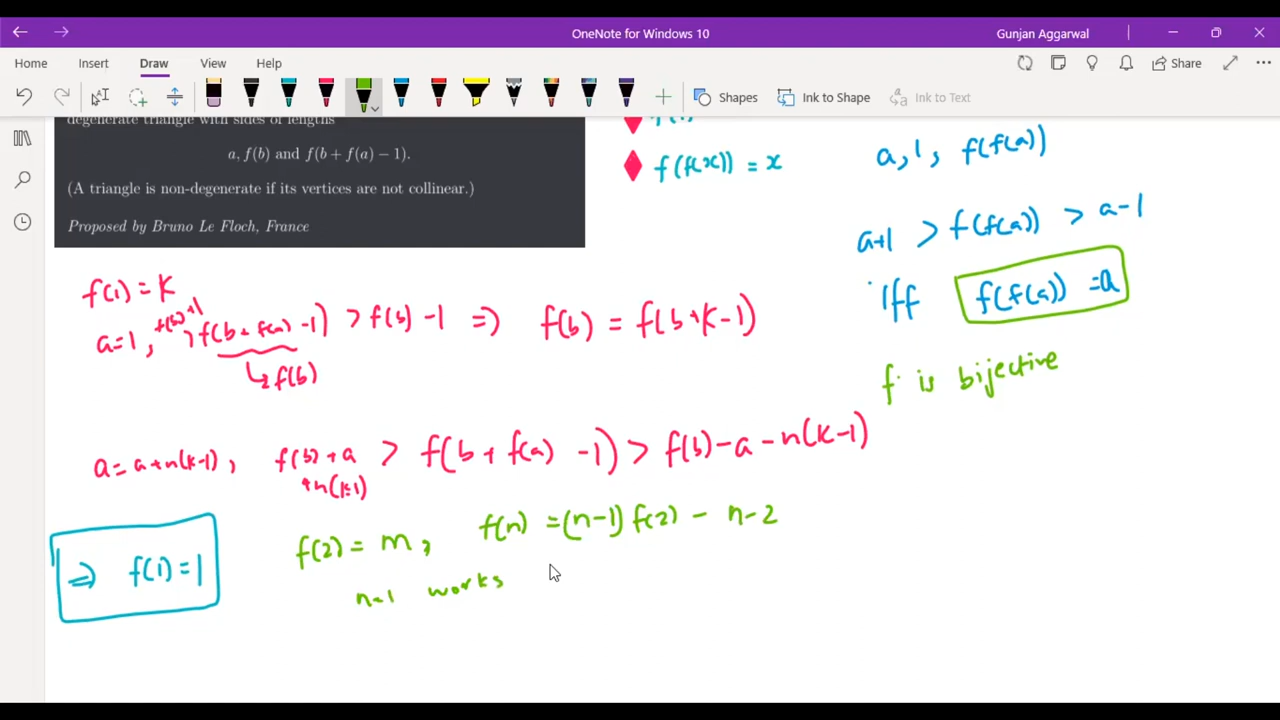 OneNote for Windows 10
Gunjan Aggarwal
Home Insert Draw View Help
Share
Shapes Ink to Shape Ink to Text
degenerate triangle with sides of lengths
a, f(b) and f(b + f(a) − 1).
(A triangle is non-degenerate if its vertices are not collinear.)
Proposed by Bruno Le Floch, France
f(f(x)) = x
a, 1, f(f(a))
a+1 > f(f(a)) > a-1
Iff f(f(a)) = a
f is bijective
f(1) = K
a=1, f(b)+1 > f(b + f(a) -1) > f(b) -1 => f(b) = f(b+K-1)
↳ f(b)
a = a+n(k-1), f(b)+a +n(k-1) > f(b + f(a) -1) > f(b) - a - n(k-1)
=> f(1) = 1
f(2) = m, f(n) = (n-1) f(2) - n-2
n=1 works